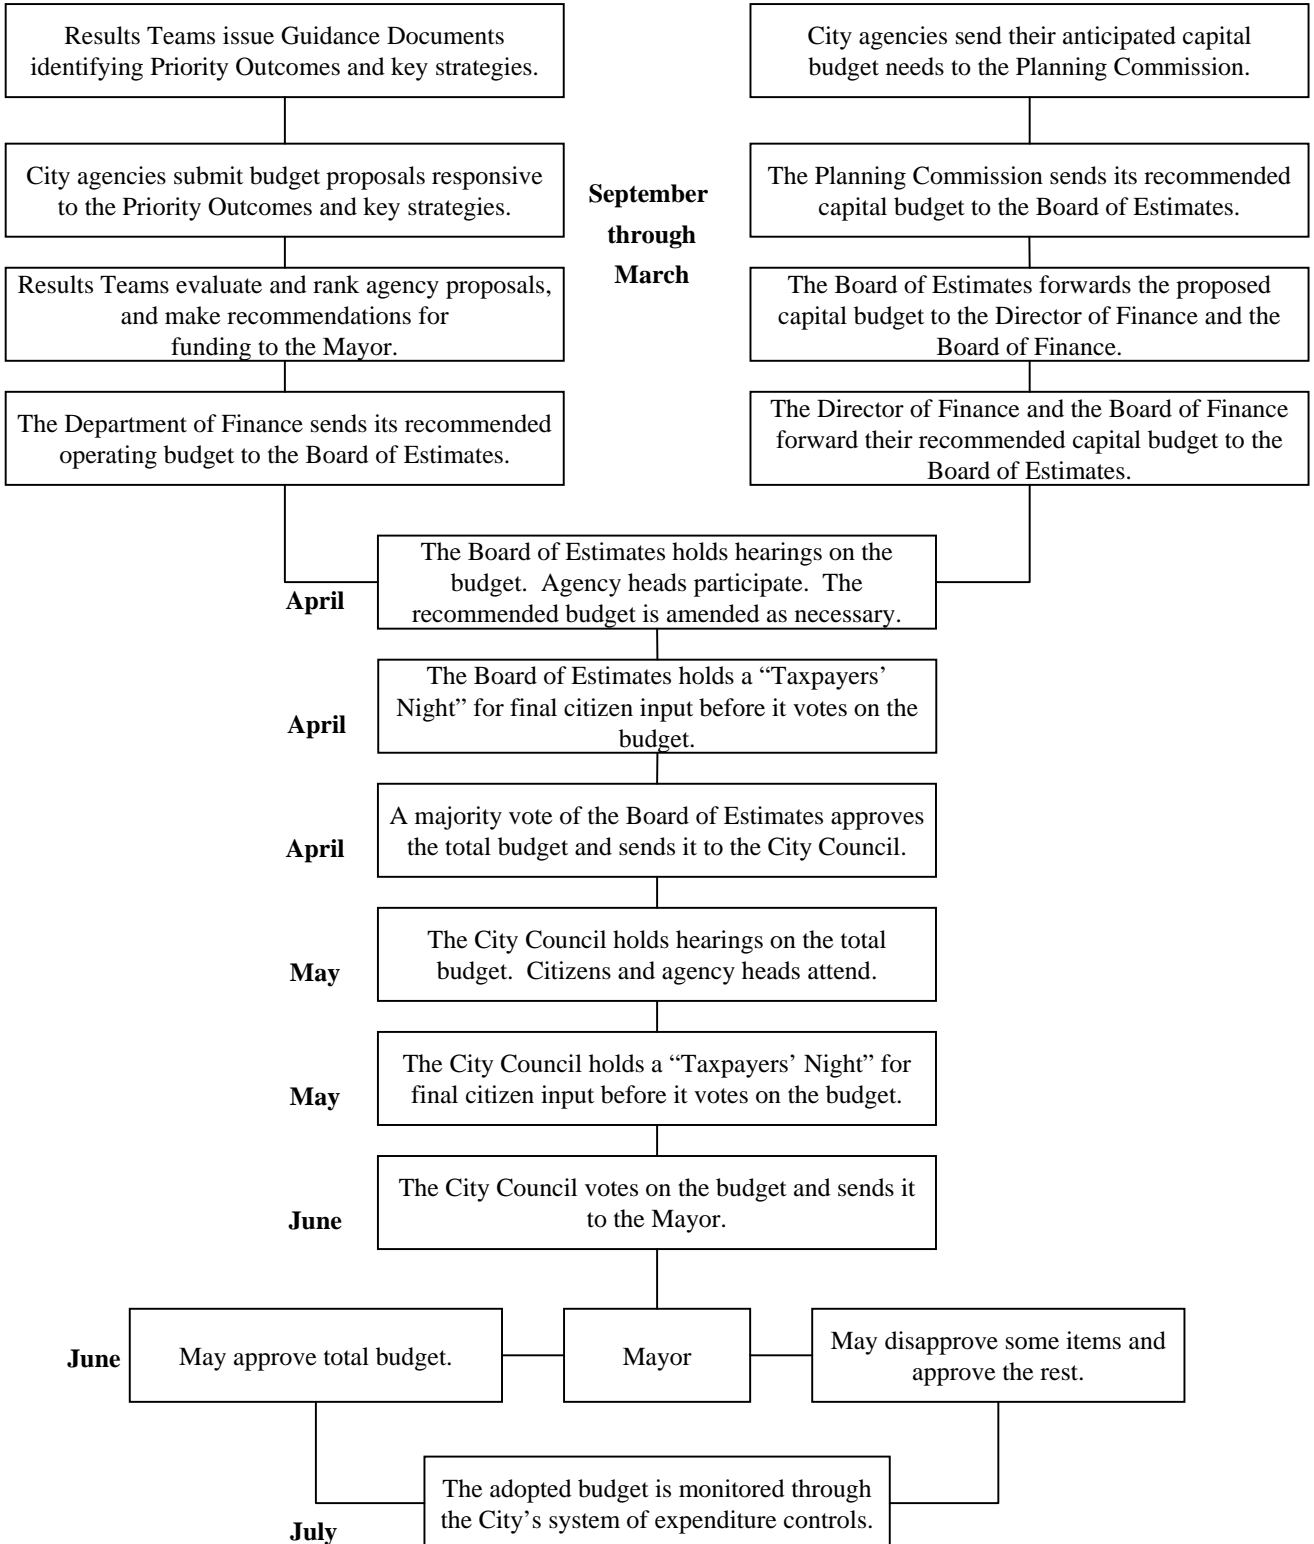 Results Teams issue Guidance Documents
identifying Priority Outcomes and key strategies.
City agencies submit budget proposals responsive
to the Priority Outcomes and key strategies.
Results Teams evaluate and rank agency proposals,
and make recommendations for
funding to the Mayor.
The Department of Finance sends its recommended
operating budget to the Board of Estimates.
September
through
March
City agencies send their anticipated capital
budget needs to the Planning Commission.
The Planning Commission sends its recommended
capital budget to the Board of Estimates.
The Board of Estimates forwards the proposed
capital budget to the Director of Finance and the
Board of Finance.
The Director of Finance and the Board of Finance
forward their recommended capital budget to the
Board of Estimates.
April
The Board of Estimates holds hearings on the
budget.  Agency heads participate.  The
recommended budget is amended as necessary.
April
The Board of Estimates holds a “Taxpayers’
Night” for final citizen input before it votes on the
budget.
April
A majority vote of the Board of Estimates approves
the total budget and sends it to the City Council.
May
The City Council holds hearings on the total
budget.  Citizens and agency heads attend.
May
The City Council holds a “Taxpayers’ Night” for
final citizen input before it votes on the budget.
June
The City Council votes on the budget and sends it
to the Mayor.
June
May approve total budget.
Mayor
May disapprove some items and
approve the rest.
July
The adopted budget is monitored through
the City’s system of expenditure controls.